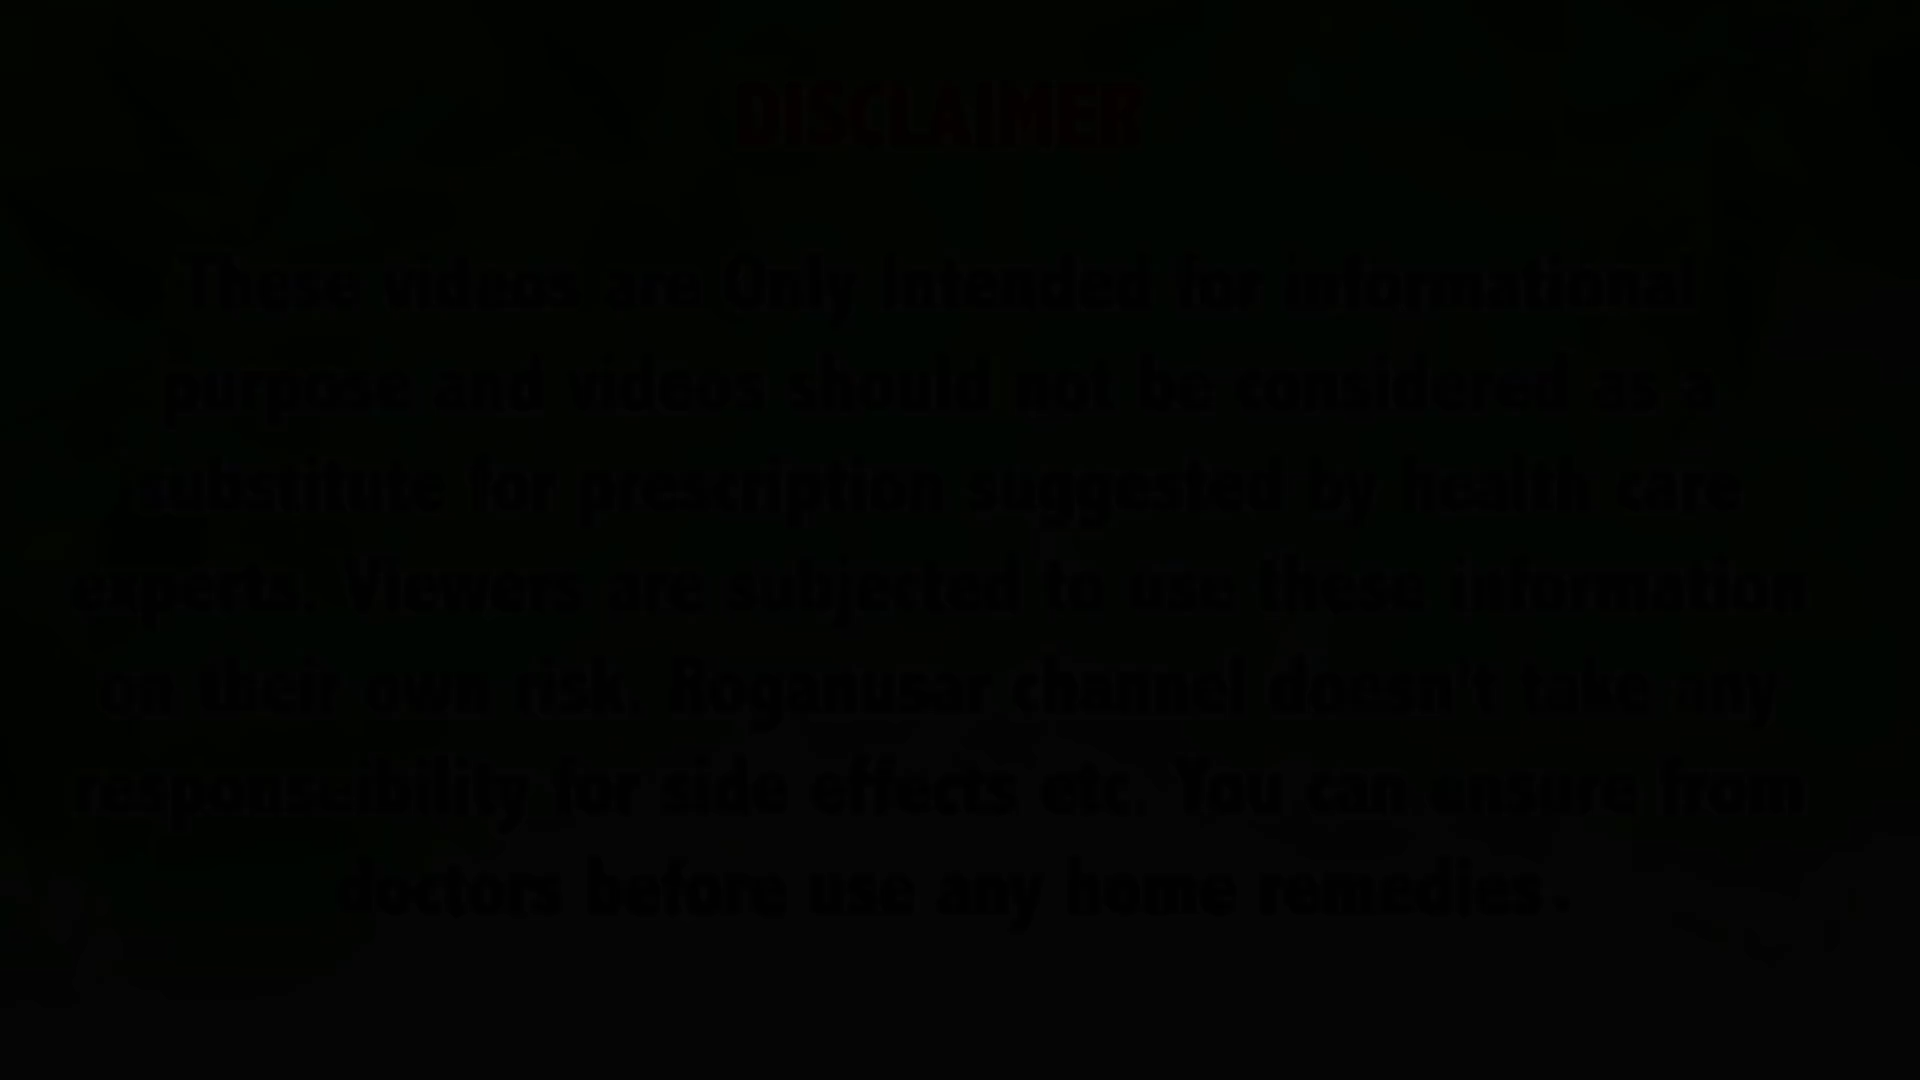 DISCLAIMER
These videos are Only intended for informational
purpose and videos should not be considered as a
substitute for prescription suggested by health care
experts. Viewers are subjected to use these information
on their own risk. Roganusar channel doesn't take any
responseibility for side effects etc. You can ensure from
doctors before use any home remedies.